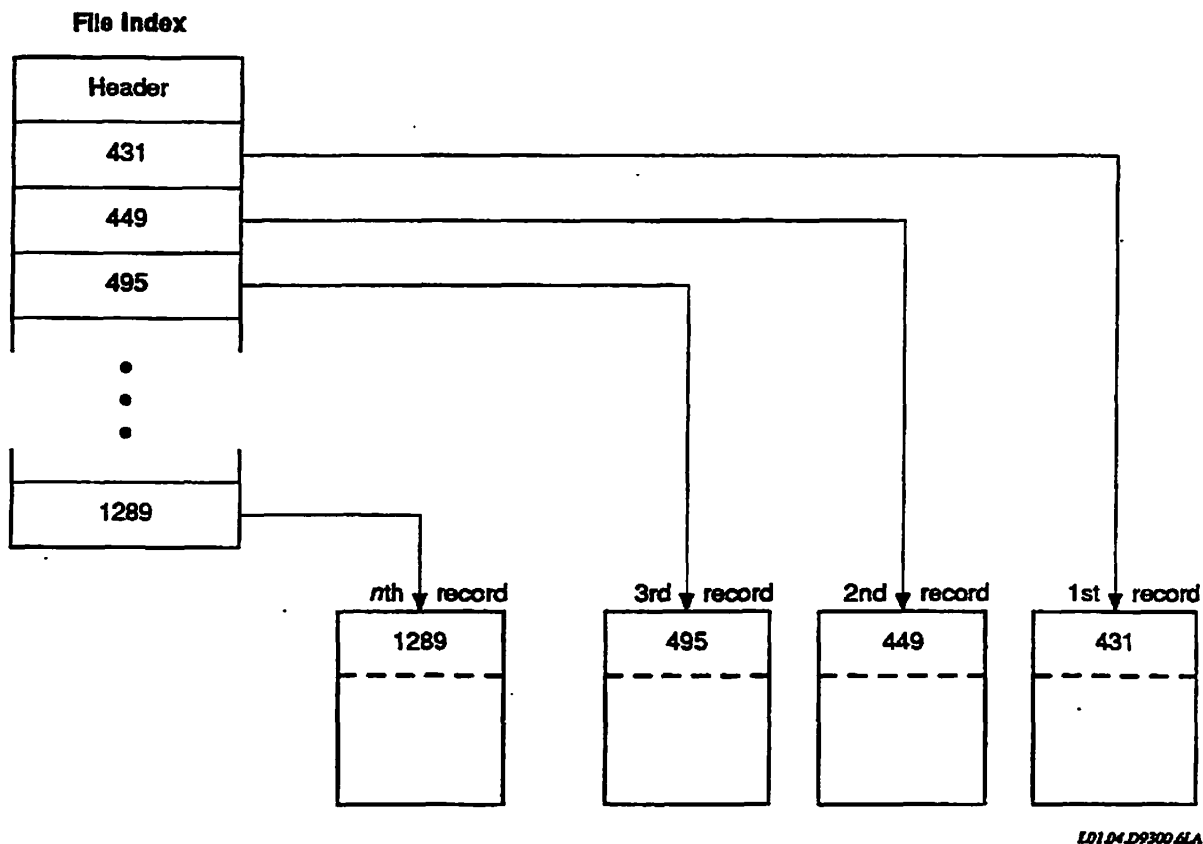 File Index
Header
431
449
495
1289
nth record
3rd record
2nd record
1st record
1289
495
449
431
L01.04.D9300.6LA